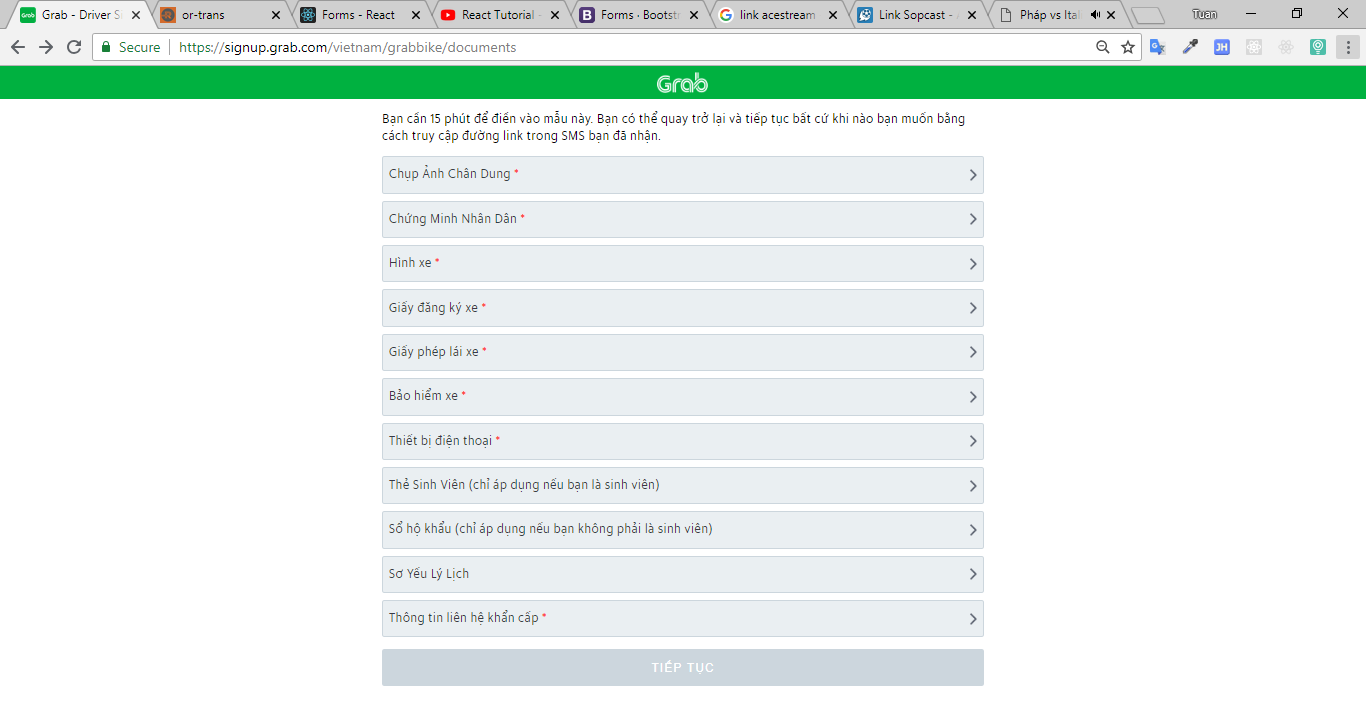 Grab - Driver Si
or-trans
Forms - React
React Tutorial -
Forms · Bootst
link acestream
Link Sopcast -
Pháp vs Ital
Tuan
Secure
https://signup.grab.com/vietnam/grabbike/documents
JH
Grab
Bạn cần 15 phút để điền vào mẫu này. Bạn có thể quay trở lại và tiếp tục bất cứ khi nào bạn muốn bằng
cách truy cập đường link trong SMS bạn đã nhận.
Chụp Ảnh Chân Dung *
Chứng Minh Nhân Dân *
Hình xe *
Giấy đăng ký xe *
Giấy phép lái xe *
Bảo hiểm xe *
Thiết bị điện thoại *
Thẻ Sinh Viên (chỉ áp dụng nếu bạn là sinh viên)
Sổ hộ khẩu (chỉ áp dụng nếu bạn không phải là sinh viên)
Sơ Yếu Lý Lịch
Thông tin liên hệ khẩn cấp *
TIẾP TỤC